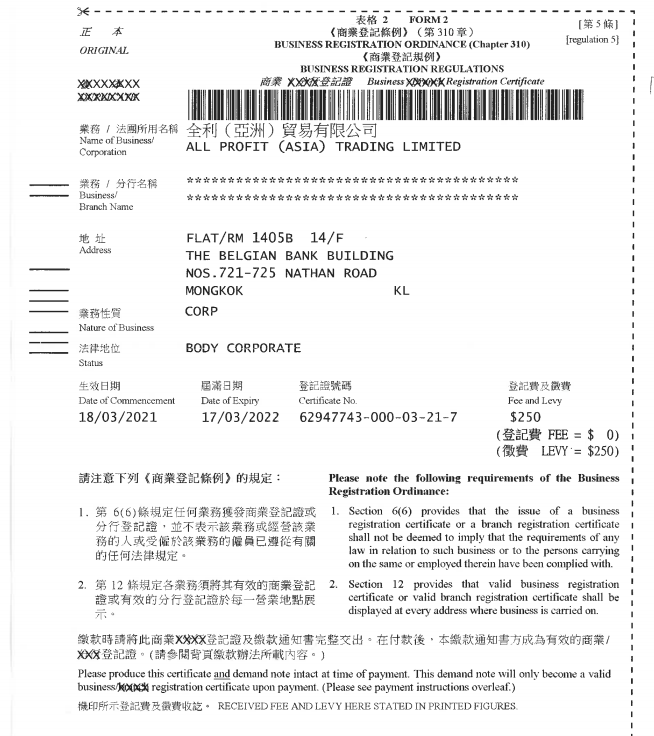 正 本
ORIGINAL
表格 2 FORM 2
[第 5 條]
《商業登記條例》(第 310 章)
[regulation 5]
BUSINESS REGISTRATION ORDINANCE (Chapter 310)
《商業登記規例》
BUSINESS REGISTRATION REGULATIONS
商業 XXXX登記證 Business XXXXX Registration Certificate
業務 / 法團所用名稱
全利(亞洲)貿易有限公司
Name of Business/
Corporation
ALL PROFIT (ASIA) TRADING LIMITED
業務 / 分行名稱
****************************************
Business/
Branch Name
****************************************
地 址
Address
FLAT/RM 1405B 14/F
THE BELGIAN BANK BUILDING
NOS.721-725 NATHAN ROAD
MONGKOK KL
業務性質
Nature of Business
CORP
法律地位
Status
BODY CORPORATE
生效日期 屆滿日期 登記證號碼 登記費及徵費
Date of Commencement Date of Expiry Certificate No. Fee and Levy
18/03/2021 17/03/2022 62947743-000-03-21-7 $250
(登記費 FEE = $ 0)
(徵費 LEVY = $250)
請注意下列《商業登記條例》的規定:
1. 第 6(6)條規定任何業務獲發商業登記證或
分行登記證,並不表示該業務或經營該業
務的人或受僱於該業務的僱員已遵從有關
的任何法律規定。
2. 第 12 條規定各業務須將其有效的商業登記
證或有效的分行登記證於每一營業地點展
示。
Please note the following requirements of the Business
Registration Ordinance:
1. Section 6(6) provides that the issue of a business
registration certificate or a branch registration certificate
shall not be deemed to imply that the requirements of any
law in relation to such business or to the persons carrying
on the same or employed therein have been complied with.
2. Section 12 provides that valid business registration
certificate or valid branch registration certificate shall be
displayed at every address where business is carried on.
繳款時請將此商業XXXX登記證及繳款通知書完整交出。在付款後,本繳款通知書方成為有效的商業/
XXX登記證。(請參閱背頁繳款辦法所載內容。)
Please produce this certificate and demand note intact at time of payment. This demand note will only become a valid
business/XXXXX registration certificate upon payment. (Please see payment instructions overleaf.)
機印所示登記費及徵費收訖。 RECEIVED FEE AND LEVY HERE STATED IN PRINTED FIGURES.